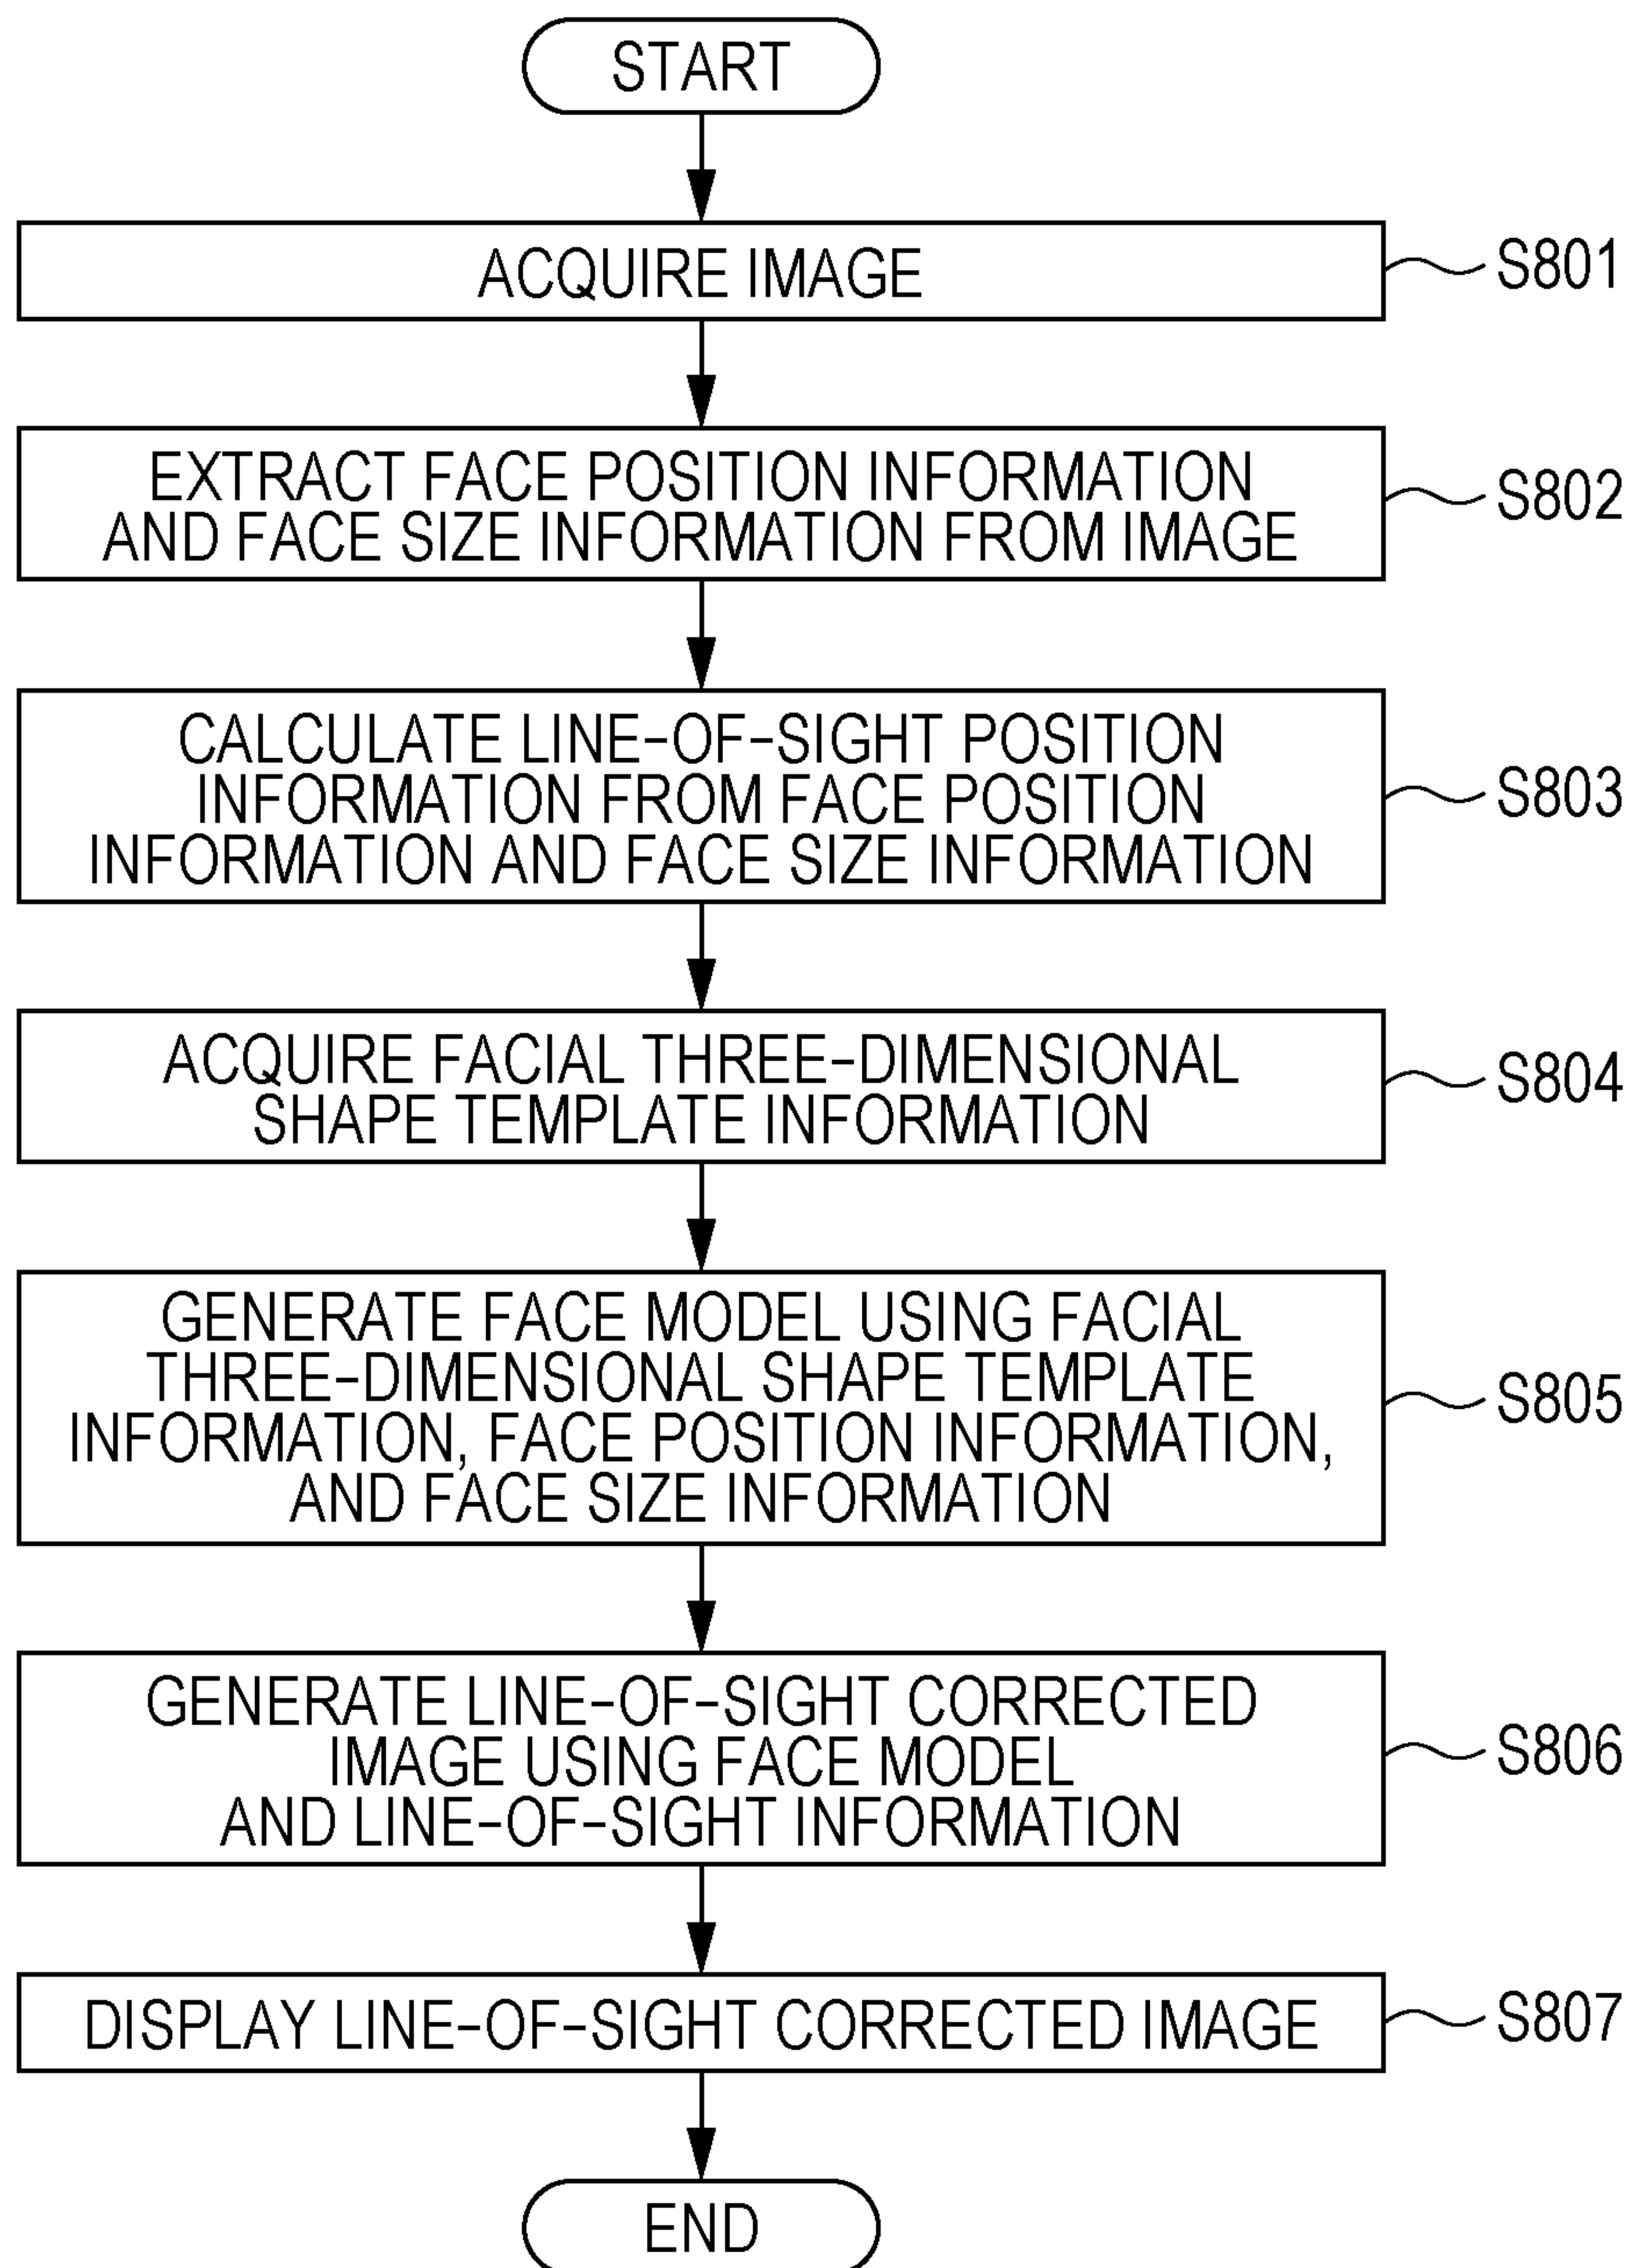 START
ACQUIRE IMAGE
S801
EXTRACT FACE POSITION INFORMATION
AND FACE SIZE INFORMATION FROM IMAGE
S802
CALCULATE LINE-OF-SIGHT POSITION
INFORMATION FROM FACE POSITION
INFORMATION AND FACE SIZE INFORMATION
S803
ACQUIRE FACIAL THREE-DIMENSIONAL
SHAPE TEMPLATE INFORMATION
S804
GENERATE FACE MODEL USING FACIAL
THREE-DIMENSIONAL SHAPE TEMPLATE
INFORMATION, FACE POSITION INFORMATION,
AND FACE SIZE INFORMATION
S805
GENERATE LINE-OF-SIGHT CORRECTED
IMAGE USING FACE MODEL
AND LINE-OF-SIGHT INFORMATION
S806
DISPLAY LINE-OF-SIGHT CORRECTED IMAGE
S807
END